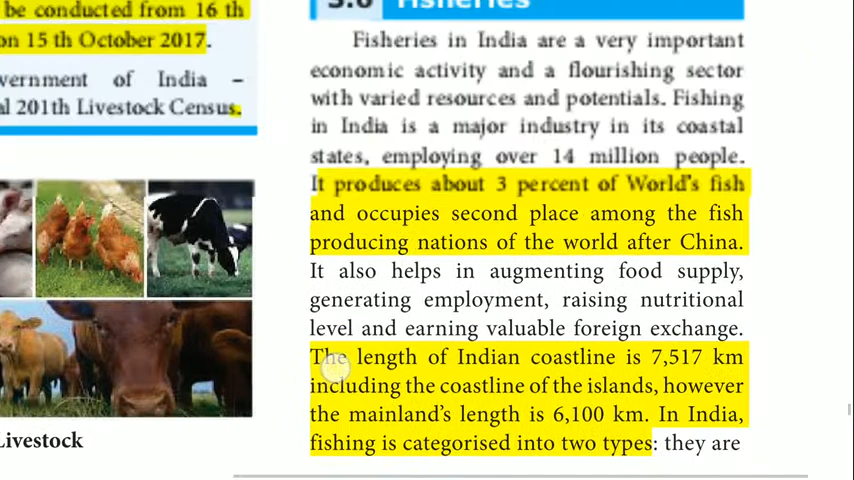 be conducted from 16 th
on 15 th October 2017.
vernment of India –
al 201th Livestock Census.
Livestock
3.6 Fisheries
Fisheries in India are a very important
economic activity and a flourishing sector
with varied resources and potentials. Fishing
in India is a major industry in its coastal
states, employing over 14 million people.
It produces about 3 percent of World's fish
and occupies second place among the fish
producing nations of the world after China.
It also helps in augmenting food supply,
generating employment, raising nutritional
level and earning valuable foreign exchange.
The length of Indian coastline is 7,517 km
including the coastline of the islands, however
the mainland's length is 6,100 km. In India,
fishing is categorised into two types: they are